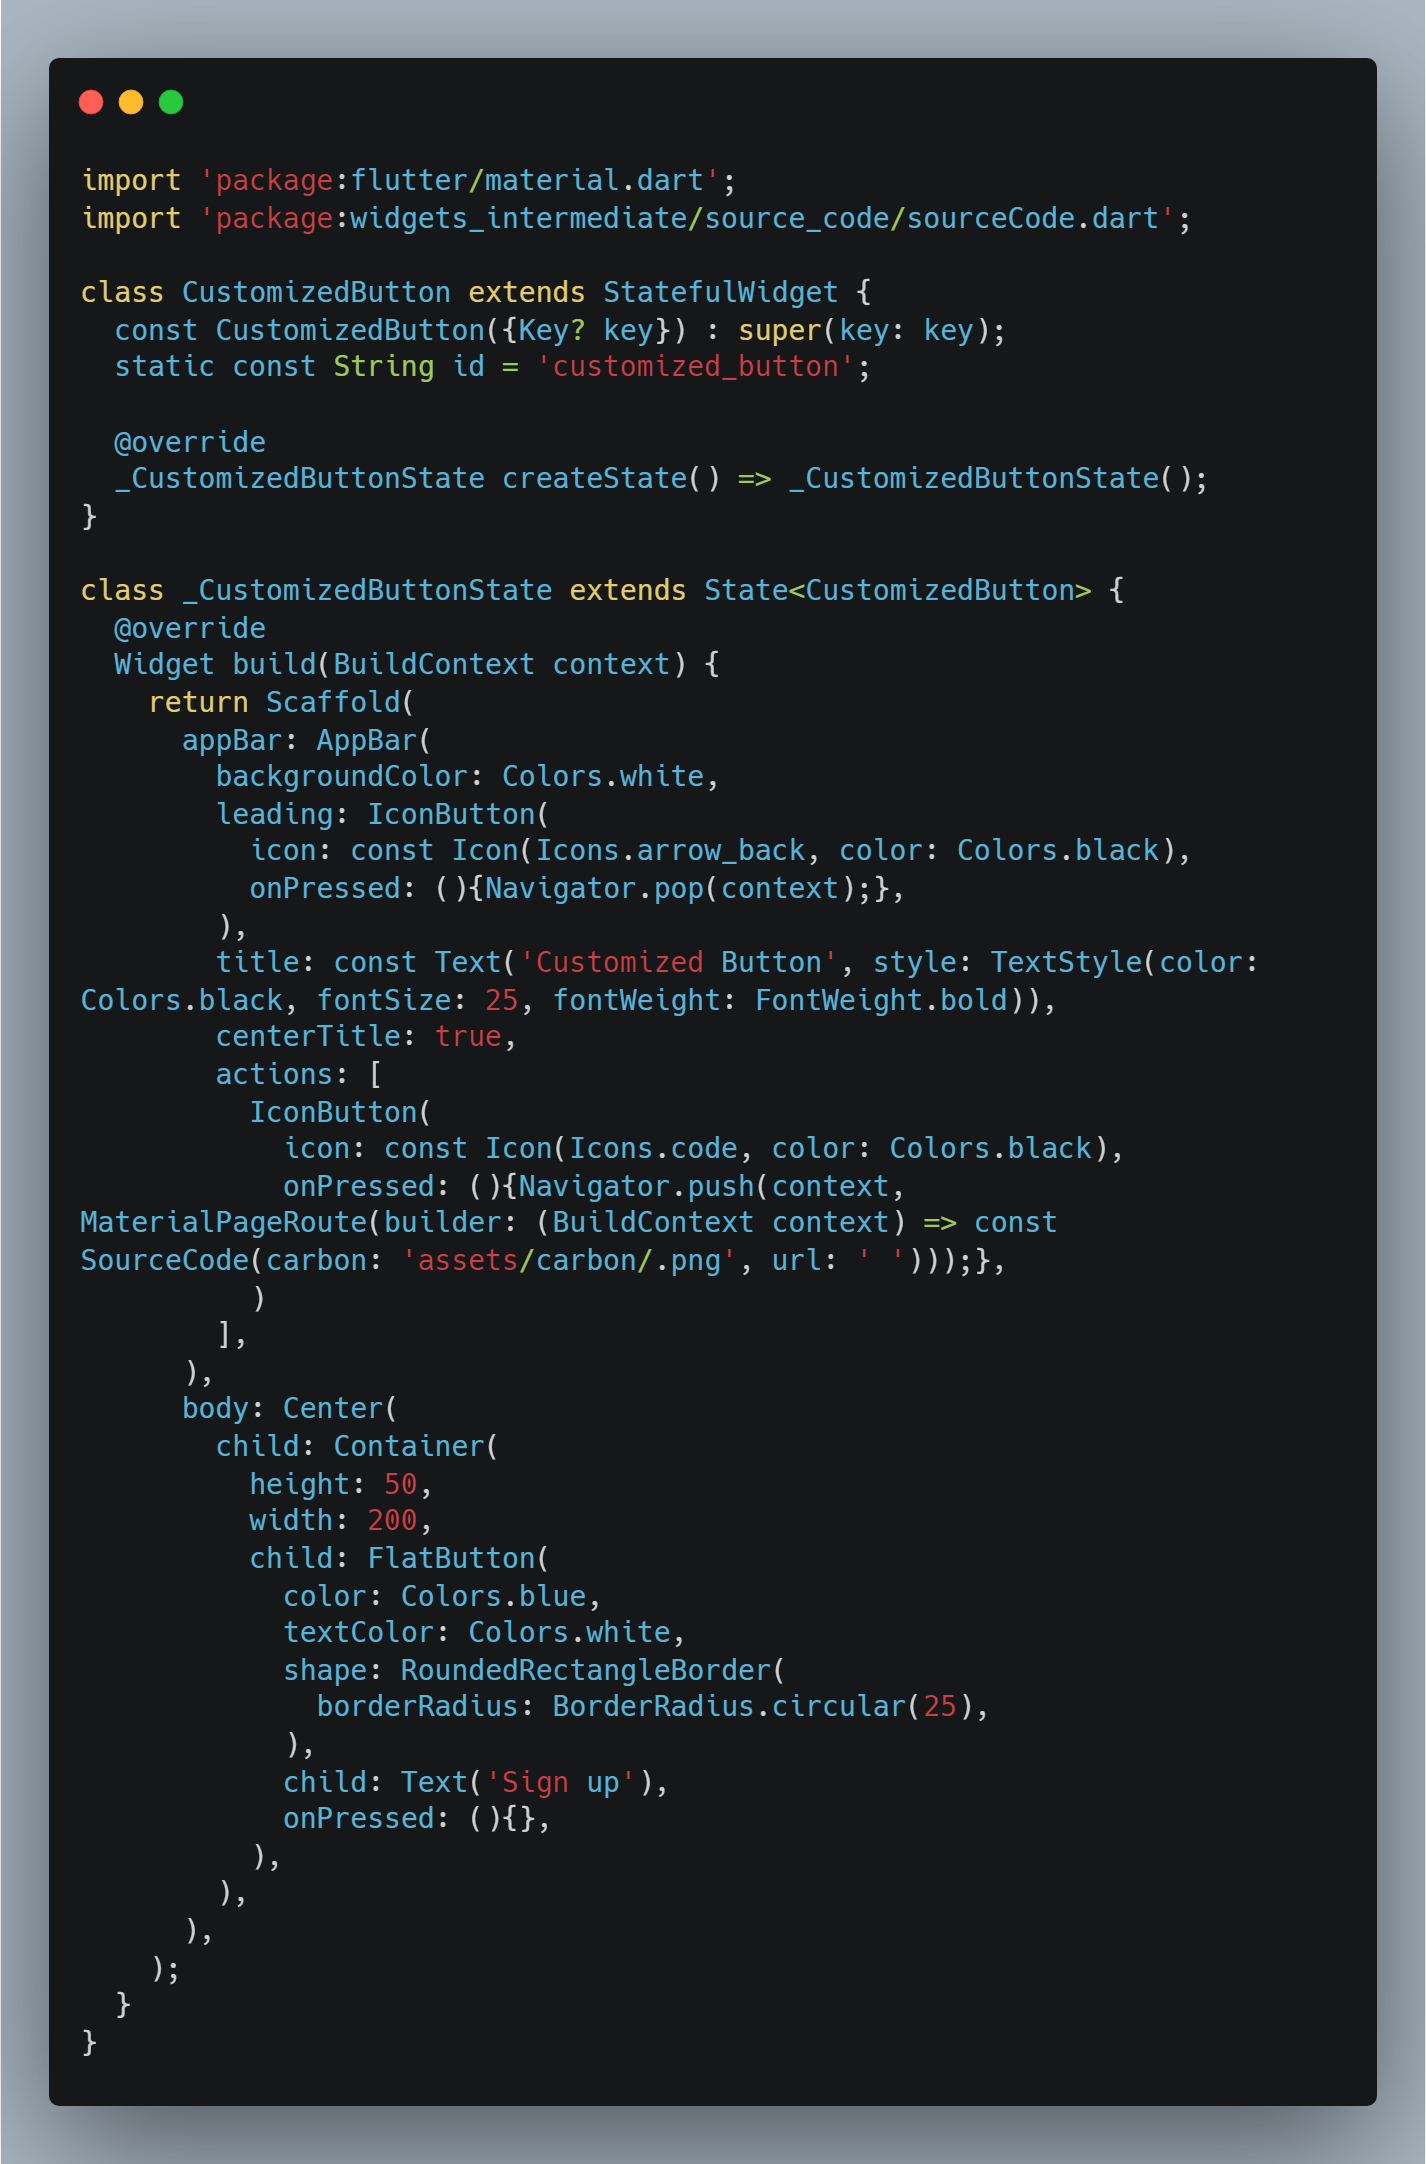 import 'package:flutter/material.dart';
import 'package:widgets_intermediate/source_code/sourceCode.dart';

class CustomizedButton extends StatefulWidget {
  const CustomizedButton({Key? key}) : super(key: key);
  static const String id = 'customized_button';

  @override
  _CustomizedButtonState createState() => _CustomizedButtonState();
}

class _CustomizedButtonState extends State<CustomizedButton> {
  @override
  Widget build(BuildContext context) {
    return Scaffold(
      appBar: AppBar(
        backgroundColor: Colors.white,
        leading: IconButton(
          icon: const Icon(Icons.arrow_back, color: Colors.black),
          onPressed: (){Navigator.pop(context);},
        ),
        title: const Text('Customized Button', style: TextStyle(color:
Colors.black, fontSize: 25, fontWeight: FontWeight.bold)),
        centerTitle: true,
        actions: [
          IconButton(
            icon: const Icon(Icons.code, color: Colors.black),
            onPressed: (){Navigator.push(context,
MaterialPageRoute(builder: (BuildContext context) => const
SourceCode(carbon: 'assets/carbon/.png', url: ' ')));},
          )
        ],
      ),
      body: Center(
        child: Container(
          height: 50,
          width: 200,
          child: FlatButton(
            color: Colors.blue,
            textColor: Colors.white,
            shape: RoundedRectangleBorder(
              borderRadius: BorderRadius.circular(25),
            ),
            child: Text('Sign up'),
            onPressed: (){},
          ),
        ),
      ),
    );
  }
}